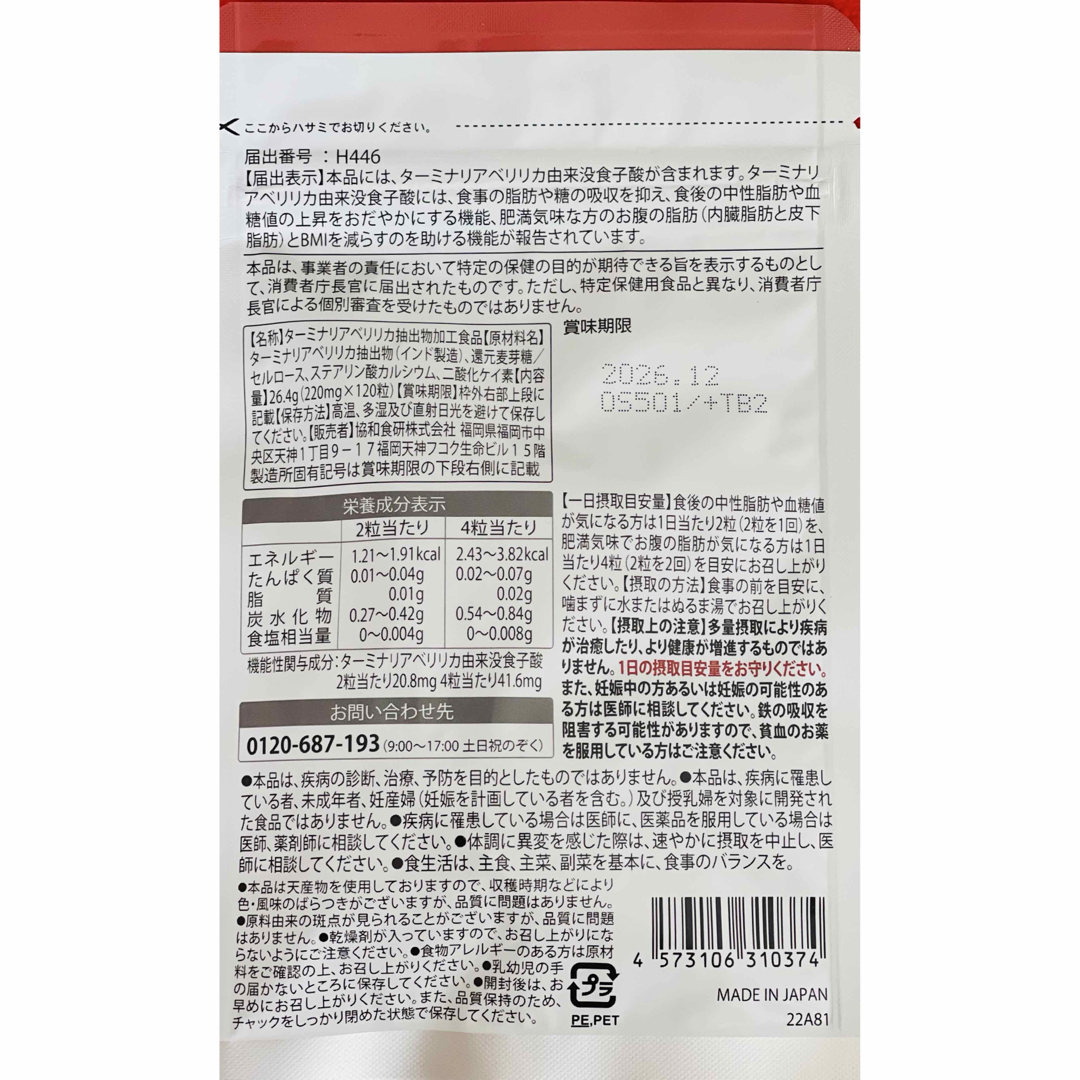 ここからハサミでお切りください。
届出番号 : H446
【届出表示】本品には、ターミナリアベリリカ由来没食子酸が含まれます。ターミナリ
アベリリカ由来没食子酸には、食事の脂肪や糖の吸収を抑え、食後の中性脂肪や血
糖値の上昇をおだやかにする機能、肥満気味な方のお腹の脂肪(内臓脂肪と皮下
脂肪)とBMIを減らすのを助ける機能が報告されています。
本品は、事業者の責任において特定の保健の目的が期待できる旨を表示するものとし
て、消費者庁長官に届出されたものです。ただし、特定保健用食品と異なり、消費者庁
長官による個別審査を受けたものではありません。
【名称】ターミナリアベリリカ抽出物加工食品【原材料名】
ターミナリアベリリカ抽出物(インド製造)、還元麦芽糖/
セルロース、ステアリン酸カルシウム、二酸化ケイ素【内容
量】26.4g(220mg×120粒)【賞味期限】枠外右部上段に
記載【保存方法】高温、多湿及び直射日光を避けて保存し
てください。【販売者】協和食研株式会社 福岡県福岡市中
央区天神1丁目9-17福岡天神フコク生命ビル15階
製造所固有記号は賞味期限の下段右側に記載
賞味期限
2026.12
OS501/+TB2
栄養成分表示
2粒当たり 4粒当たり
エネルギー 1.21〜1.91kcal 2.43〜3.82kcal
たんぱく質 0.01〜0.04g 0.02〜0.07g
脂質 0.01g 0.02g
炭水化物 0.27〜0.42g 0.54〜0.84g
食塩相当量 0〜0.004g 0〜0.008g
機能性関与成分:ターミナリアベリリカ由来没食子酸
2粒当たり20.8mg 4粒当たり41.6mg
お問い合わせ先
0120-687-193(9:00〜17:00 土日祝のぞく)
【一日摂取目安量】食後の中性脂肪や血糖値
が気になる方は1日当たり2粒(2粒を1回)を、
肥満気味でお腹の脂肪が気になる方は1日
当たり4粒(2粒を2回)を目安にお召し上がり
ください。【摂取の方法】食事の前を目安に、
噛まずに水またはぬるま湯でお召し上がりく
ださい。【摂取上の注意】多量摂取により疾病
が治癒したり、より健康が増進するものではあ
りません。1日の摂取目安量をお守りください。
また、妊娠中の方あるいは妊娠の可能性のあ
る方は医師に相談してください。鉄の吸収を
阻害する可能性がありますので、貧血のお薬
を服用している方はご注意ください。
●本品は、疾病の診断、治療、予防を目的としたものではありません。●本品は、疾病に罹患し
ている者、未成年者、妊産婦(妊娠を計画している者を含む。)及び授乳婦を対象に開発され
た食品ではありません。●疾病に罹患している場合は医師に、医薬品を服用している場合は
医師、薬剤師に相談してください。●体調に異変を感じた際は、速やかに摂取を中止し、医
師に相談してください。●食生活は、主食、主菜、副菜を基本に、食事のバランスを。
●本品は天産物を使用しておりますので、収穫時期などにより
色・風味のばらつきがございますが、品質に問題はありません。
●原料由来の斑点が見られることがございますが、品質に問題
はありません。●乾燥剤が入っていますので、お召し上がりにな
らないようにご注意ください。●食物アレルギーのある方は原材
料をご確認の上、お召し上がりください。●乳幼児の手
の届かないところに保存してください。●開封後は、お
早めにお召し上がりください。また、品質保持のため、
チャックをしっかり閉めた状態で保存してください。
プラ
PE,PET
4 573106 310374
MADE IN JAPAN
22A81